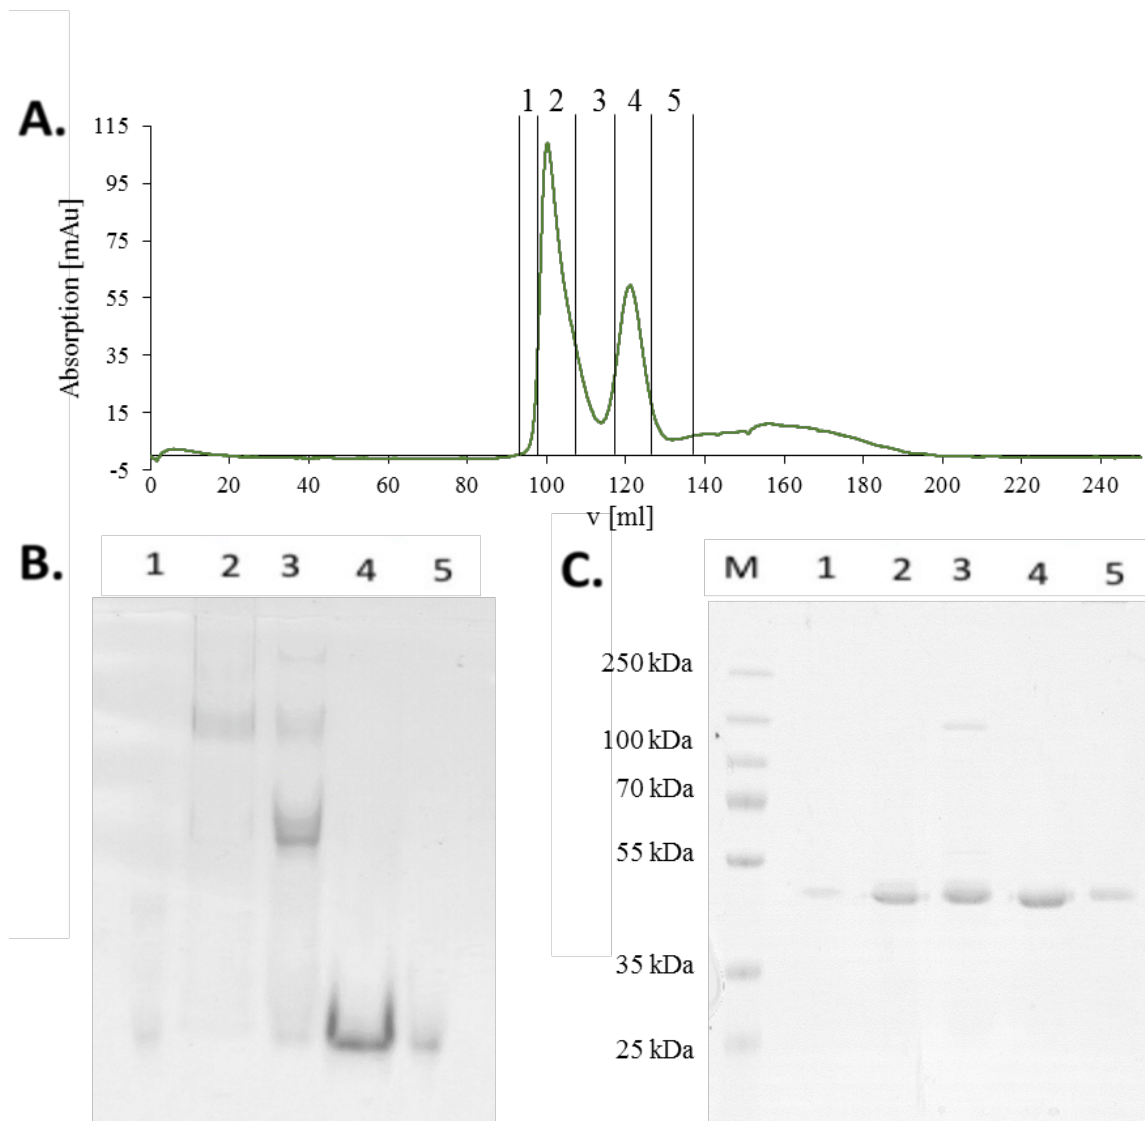 A.
1 2 3 4 5
115
95
75
55
35
15
-5
Absorption [mAu]
0 20 40 60 80 100 120 140 160 180 200 220 240
v [ml]
B.
1 2 3 4 5
C.
M 1 2 3 4 5
250 kDa
100 kDa
70 kDa
55 kDa
35 kDa
25 kDa